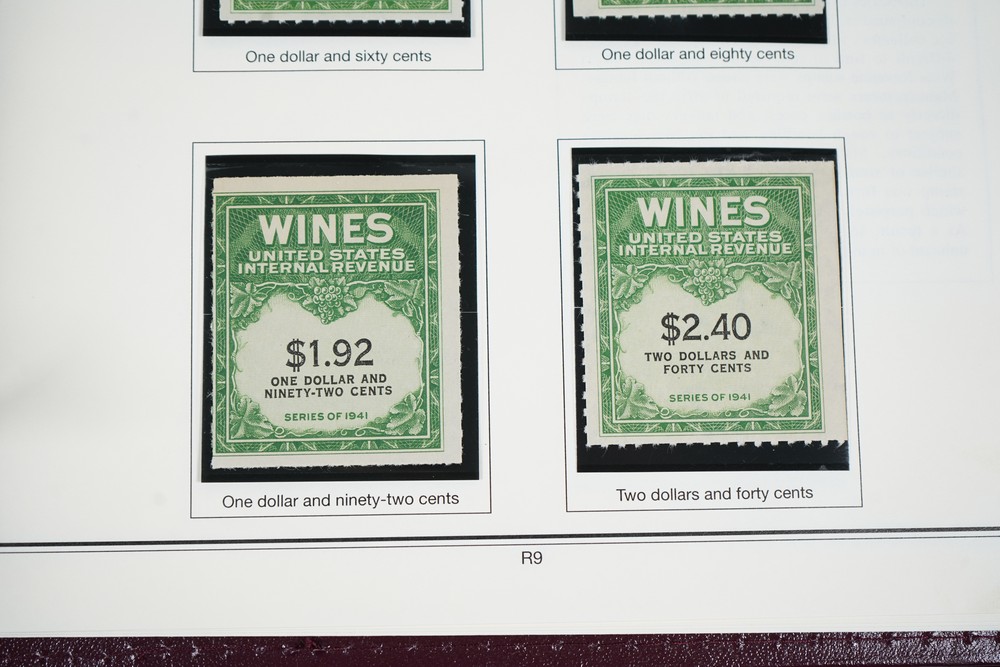 One dollar and sixty cents
One dollar and eighty cents
WINES
UNITED STATES
INTERNAL REVENUE
$1.92
ONE DOLLAR AND
NINETY-TWO CENTS
SERIES OF 1941
One dollar and ninety-two cents
WINES
UNITED STATES
INTERNAL REVENUE
$2.40
TWO DOLLARS AND
FORTY CENTS
SERIES OF 1941
Two dollars and forty cents
R9